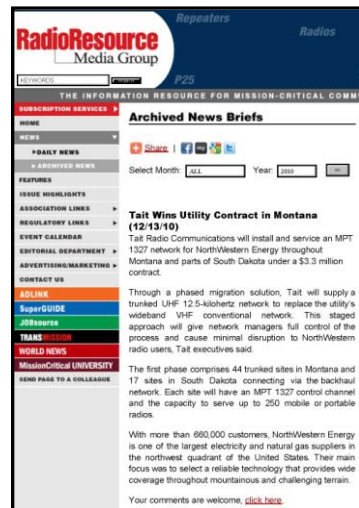 Repeaters
Radios
RadioResource
Media Group
P25
KEYWORDS
THE INFORMATION RESOURCE FOR MISSION-CRITICAL COMMU
SUBSCRIPTION SERVICES
HOME
NEWS
DAILY NEWS
ARCHIVED NEWS
FEATURES
ISSUE HIGHLIGHTS
ASSOCIATION LINKS
REGULATORY LINKS
EVENT CALENDAR
EDITORIAL DEPARTMENT
ADVERTISING/MARKETING
CONTACT US
ADLINK
SuperGUIDE
JOBsource
TRANSMISSION
WORLD NEWS
MissionCritical UNIVERSITY
SEND PAGE TO A COLLEAGUE
Archived News Briefs
Share
Select Month: ALL Year: 2010
Tait Wins Utility Contract in Montana
(12/13/10)
Tait Radio Communications will install and service an MPT
1327 network for NorthWestern Energy throughout
Montana and parts of South Dakota under a $3.3 million
contract.
Through a phased migration solution, Tait will supply a
trunked UHF 12.5-kilohertz network to replace the utility's
wideband VHF conventional network. This staged
approach will give network managers full control of the
process and cause minimal disruption to NorthWestern
radio users, Tait executives said.
The first phase comprises 44 trunked sites in Montana and
17 sites in South Dakota connecting via the backhaul
network. Each site will have an MPT 1327 control channel
and the capacity to serve up to 250 mobile or portable
radios.
With more than 660,000 customers, NorthWestern Energy
is one of the largest electricity and natural gas suppliers in
the northwest quadrant of the United States. Their main
focus was to select a reliable technology that provides wide
coverage throughout mountainous and challenging terrain.
Your comments are welcome, click here.